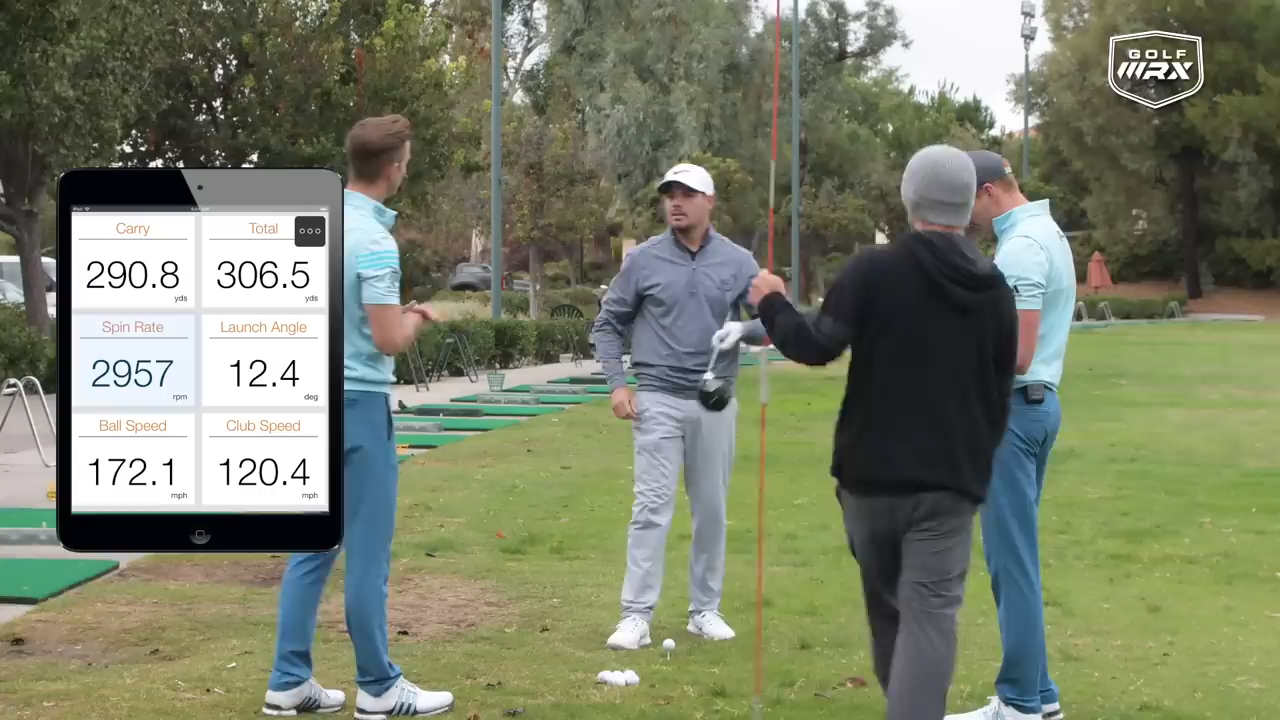 GOLF
WRX
Carry
Total
290.8
306.5
yds
yds
Spin Rate
Launch Angle
2957
12.4
rpm
deg
Ball Speed
Club Speed
172.1
120.4
mph
mph